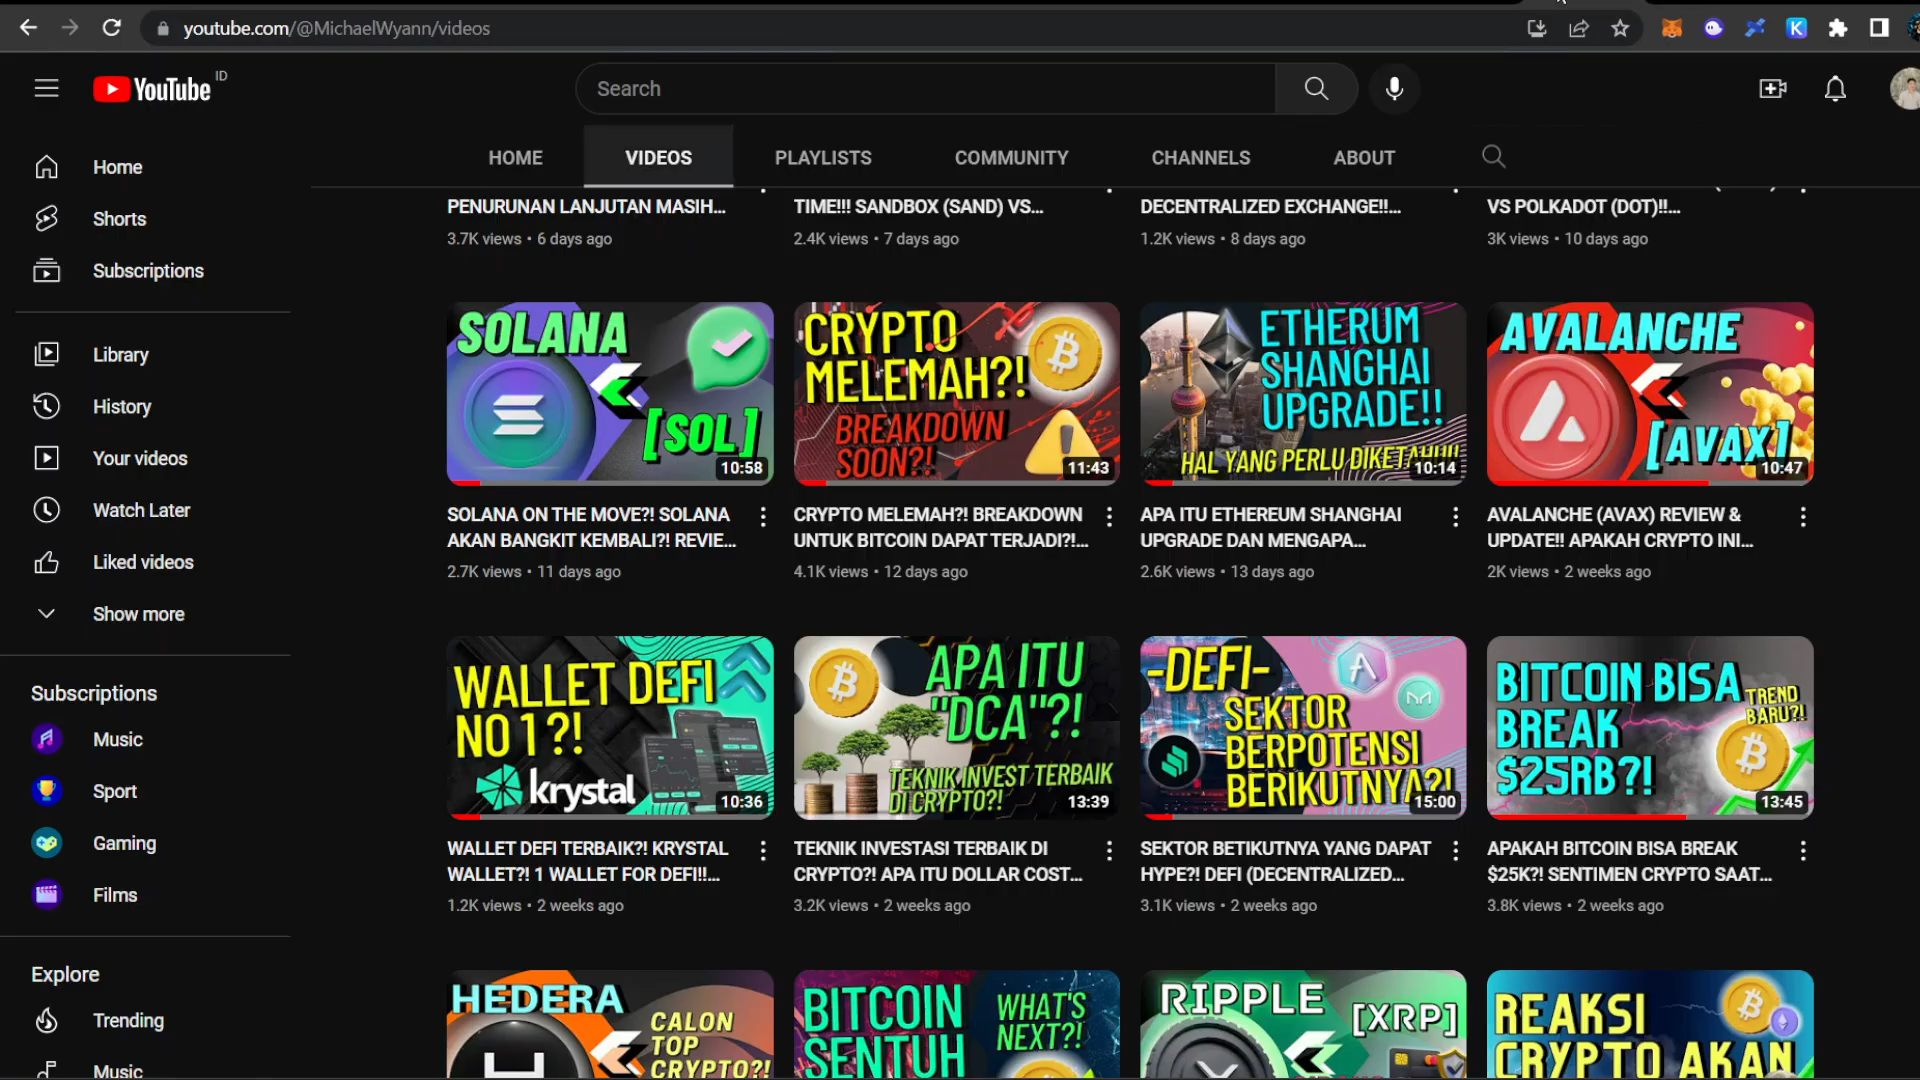 youtube.com/@MichaelWyann/videos
YouTube ID
Search
HOME VIDEOS PLAYLISTS COMMUNITY CHANNELS ABOUT
Home
Shorts
Subscriptions
Library
History
Your videos
Watch Later
Liked videos
Show more
Subscriptions
Music
Sport
Gaming
Films
Explore
Trending
Music
PENURUNAN LANJUTAN MASIH...
3.7K views • 6 days ago
TIME!!! SANDBOX (SAND) VS...
2.4K views • 7 days ago
DECENTRALIZED EXCHANGE!!...
1.2K views • 8 days ago
VS POLKADOT (DOT)!!...
3K views • 10 days ago
SOLANA
[SOL]
10:58
SOLANA ON THE MOVE?! SOLANA
AKAN BANGKIT KEMBALI?! REVIE...
2.7K views • 11 days ago
CRYPTO
MELEMAH?!
BREAKDOWN
SOON?!
11:43
CRYPTO MELEMAH?! BREAKDOWN
UNTUK BITCOIN DAPAT TERJADI?!...
4.1K views • 12 days ago
ETHERUM
SHANGHAI
UPGRADE!!
HAL YANG PERLU DIKETAHUI!
10:14
APA ITU ETHEREUM SHANGHAI
UPGRADE DAN MENGAPA...
2.6K views • 13 days ago
AVALANCHE
[AVAX]
10:47
AVALANCHE (AVAX) REVIEW &
UPDATE!! APAKAH CRYPTO INI...
2K views • 2 weeks ago
WALLET DEFI
NO 1?!
krystal
10:36
WALLET DEFI TERBAIK?! KRYSTAL
WALLET?! 1 WALLET FOR DEFI!!...
1.2K views • 2 weeks ago
APA ITU
"DCA"?!
TEKNIK INVEST TERBAIK
DI CRYPTO?!
13:39
TEKNIK INVESTASI TERBAIK DI
CRYPTO?! APA ITU DOLLAR COST...
3.2K views • 2 weeks ago
-DEFI-
SEKTOR
BERPOTENSI
BERIKUTNYA?!
15:00
SEKTOR BETIKUTNYA YANG DAPAT
HYPE?! DEFI (DECENTRALIZED...
3.1K views • 2 weeks ago
BITCOIN BISA
BREAK
$25RB?!
TREND
BARU?!
13:45
APAKAH BITCOIN BISA BREAK
$25K?! SENTIMEN CRYPTO SAAT...
3.8K views • 2 weeks ago
HEDERA
CALON
TOP
CRYPTO?!
BITCOIN
SENTUH
WHAT'S
NEXT?!
RIPPLE
[XRP]
REAKSI
CRYPTO AKAN